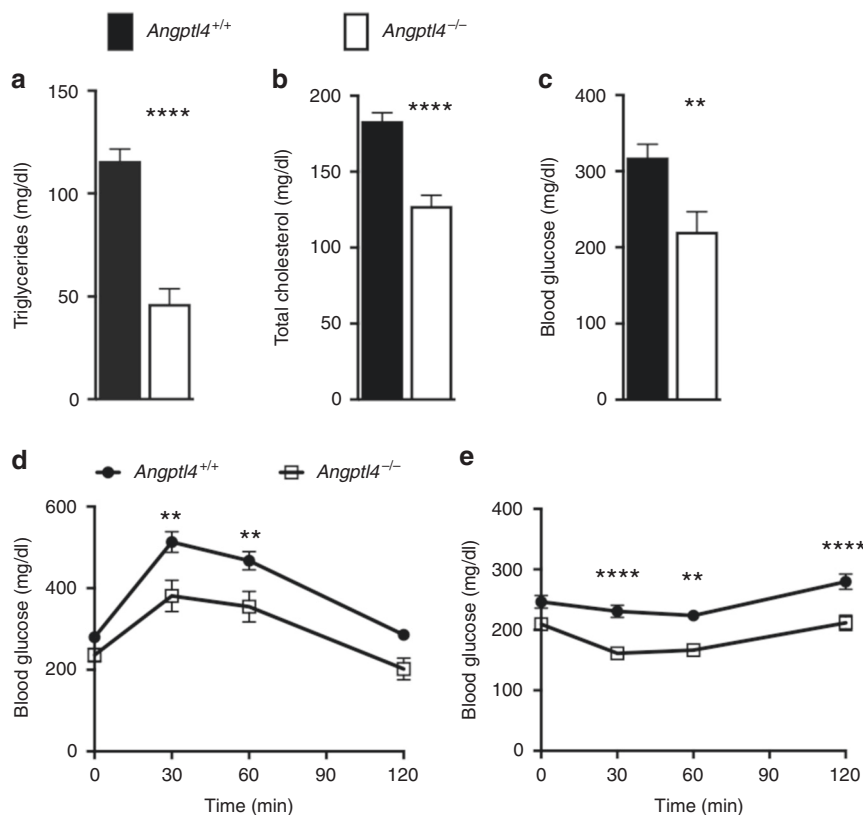 Angptl4+/+ Angptl4−/−
a
Triglycerides (mg/dl)
150
100
50
0
****
b
Total cholesterol (mg/dl)
200
150
100
50
0
****
c
Blood glucose (mg/dl)
400
300
200
100
0
**
d
Angptl4+/+ Angptl4−/−
Blood glucose (mg/dl)
600
400
200
0
** **
0 30 60 90 120
Time (min)
e
Blood glucose (mg/dl)
400
300
200
100
0
**** ** ****
0 30 60 90 120
Time (min)